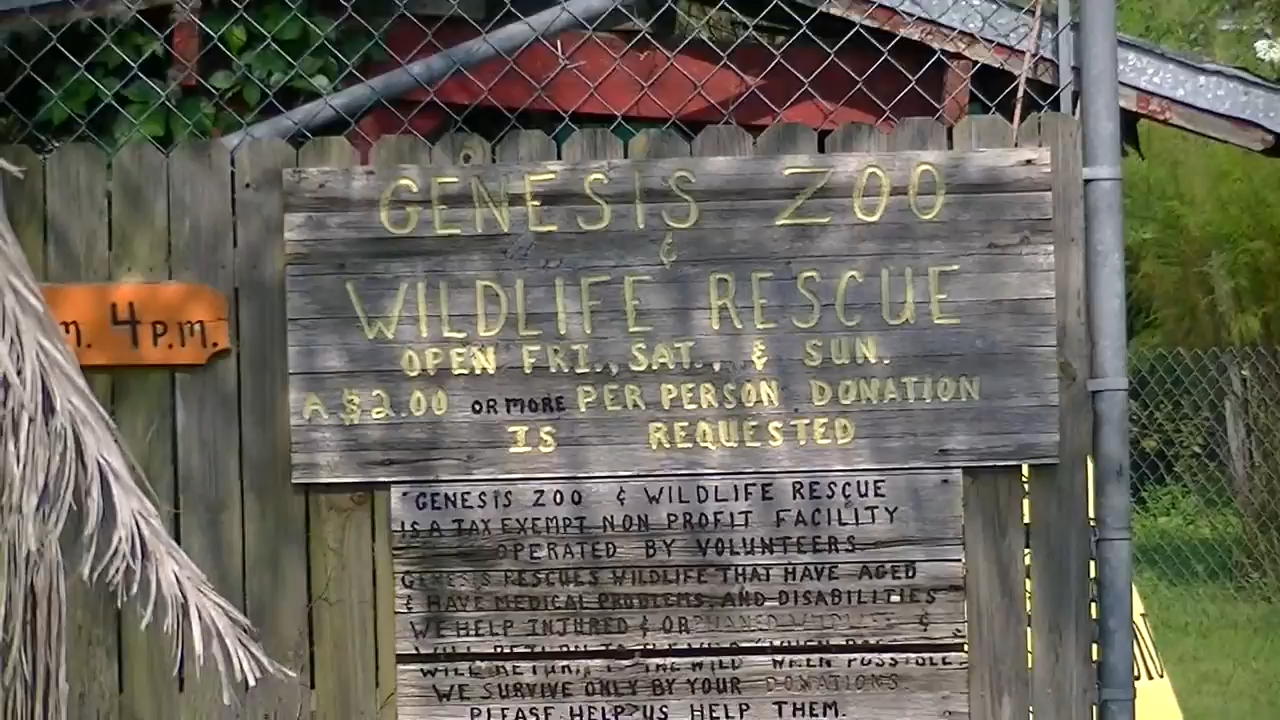 GENESIS ZOO
&
WILDLIFE RESCUE
OPEN FRI., SAT., & SUN.
A $2.00 OR MORE PER PERSON DONATION
IS REQUESTED
M. 4 P.M.
GENESIS ZOO & WILDLIFE RESCUE
IS A TAX EXEMPT NON PROFIT FACILITY
OPERATED BY VOLUNTEERS
GENESIS RESCUES WILDLIFE THAT HAVE AGED
& HAVE MEDICAL PROBLEMS, AND DISABILITIES
WE HELP INJURED & ORPHANED WILDLIFE &
WILL RETURN TO THE WILD "WHEN POSSIBLE.
WE SURVIVE ONLY BY YOUR DONATIONS.
PLEASE HELP US HELP THEM.